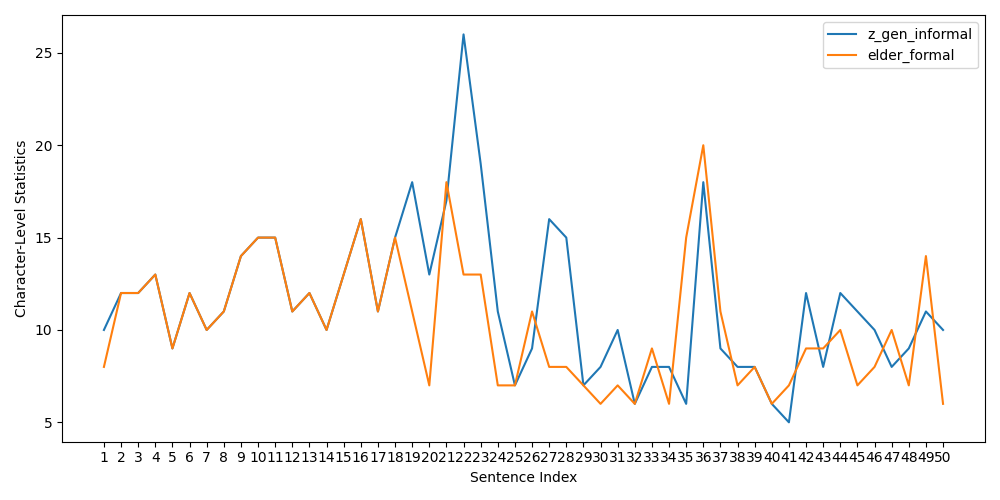 z_gen_informal
elder_formal
Character-Level Statistics
25
20
15
10
5
1 2 3 4 5 6 7 8 9 10 11 12 13 14 15 16 17 18 19 20 21 22 23 24 25 26 27 28 29 30 31 32 33 34 35 36 37 38 39 40 41 42 43 44 45 46 47 48 49 50
Sentence Index